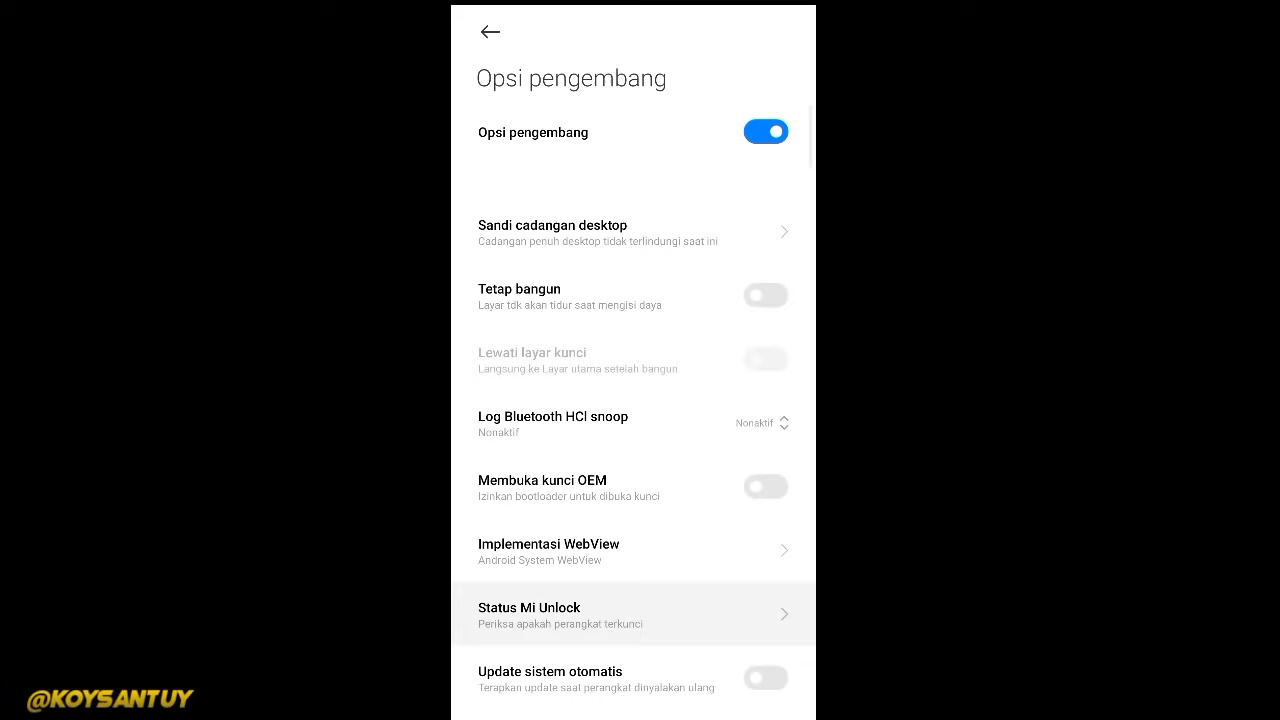 Opsi pengembang
Opsi pengembang
Sandi cadangan desktop
Cadangan penuh desktop tidak terlindungi saat ini
Tetap bangun
Layar tdk akan tidur saat mengisi daya
Lewati layar kunci
Langsung ke Layar utama setelah bangun
Log Bluetooth HCI snoop
Nonaktif
Nonaktif
Membuka kunci OEM
Izinkan bootloader untuk dibuka kunci
Implementasi WebView
Android System WebView
Status Mi Unlock
Periksa apakah perangkat terkunci
Update sistem otomatis
Terapkan update saat perangkat dinyalakan ulang
@KOYSANTUY